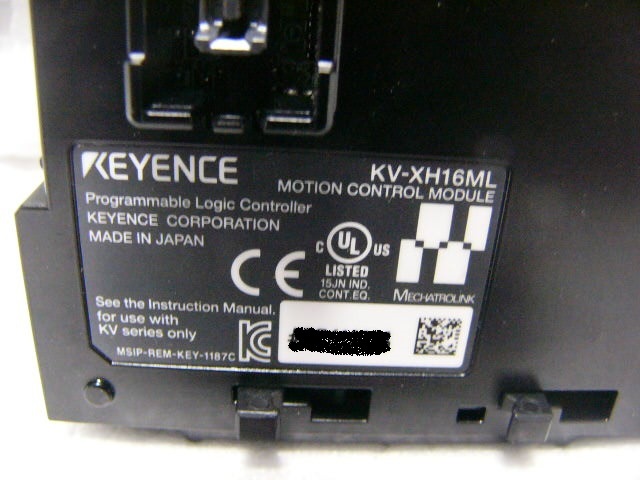 KEYENCE
KV-XH16ML
MOTION CONTROL MODULE
Programmable Logic Controller
KEYENCE CORPORATION
MADE IN JAPAN
C UL US
LISTED
15JN IND.
CONT.EQ.
CE
MECHATROLINK
See the Instruction Manual.
for use with
KV series only
MSIP-REM-KEY-1187C